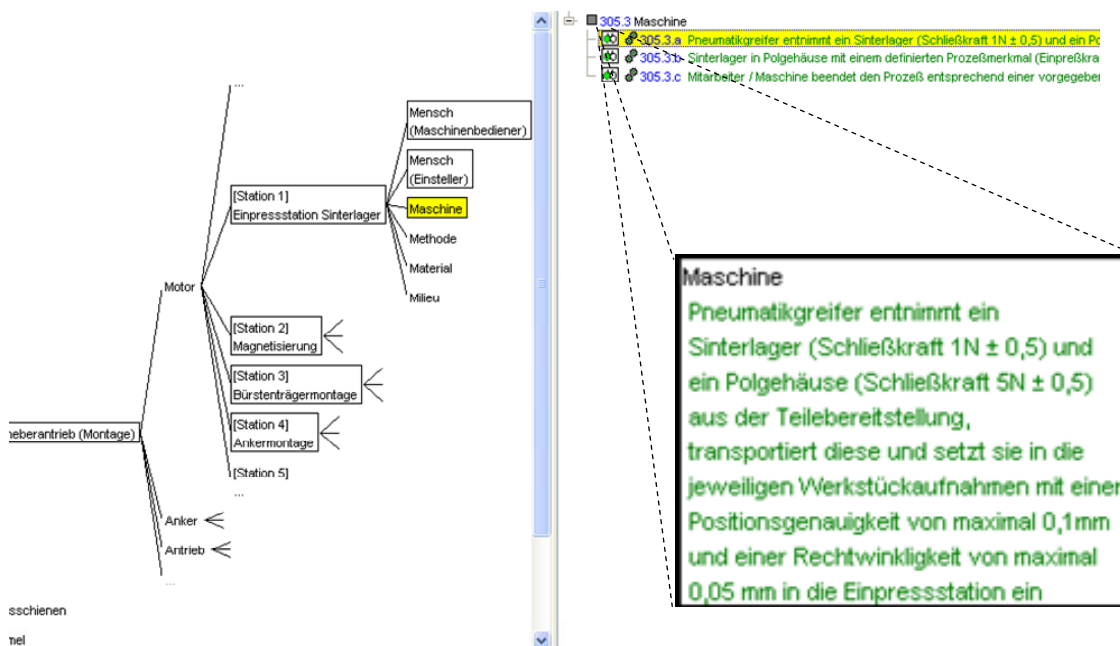 ...
Mensch
(Maschinenbediener)
Mensch
(Einsteller)
[Station 1]
Einpressstation Sinterlager
Maschine
Methode
Material
Milieu
Motor
[Station 2]
Magnetisierung
[Station 3]
Bürstenträgermontage
[Station 4]
Ankermontage
[Station 5]
...
heberantrieb (Montage)
Anker
Antrieb
...
sschienen
mel
305.3 Maschine
305.3.a Pneumatikgreifer entnimmt ein Sinterlager (Schließkraft 1N ± 0,5) und ein Po
305.3.b Sinterlager in Polgehäuse mit einem definierten Prozeßmerkmal (Einpreßkra
305.3.c Mitarbeiter / Maschine beendet den Prozeß entsprechend einer vorgegeber
Maschine
Pneumatikgreifer entnimmt ein
Sinterlager (Schließkraft 1N ± 0,5) und
ein Polgehäuse (Schließkraft 5N ± 0,5)
aus der Teilebereitstellung,
transportiert diese und setzt sie in die
jeweiligen Werkstückaufnahmen mit einer
Positionsgenauigkeit von maximal 0,1mm
und einer Rechtwinkligkeit von maximal
0,05 mm in die Einpressstation ein